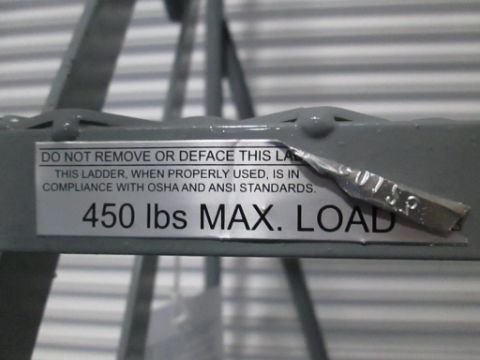 DO NOT REMOVE OR DEFACE THIS
THIS LADDER, WHEN PROPERLY USED, IS IN
COMPLIANCE WITH OSHA AND ANSI STANDARDS.
450 lbs MAX. LOAD